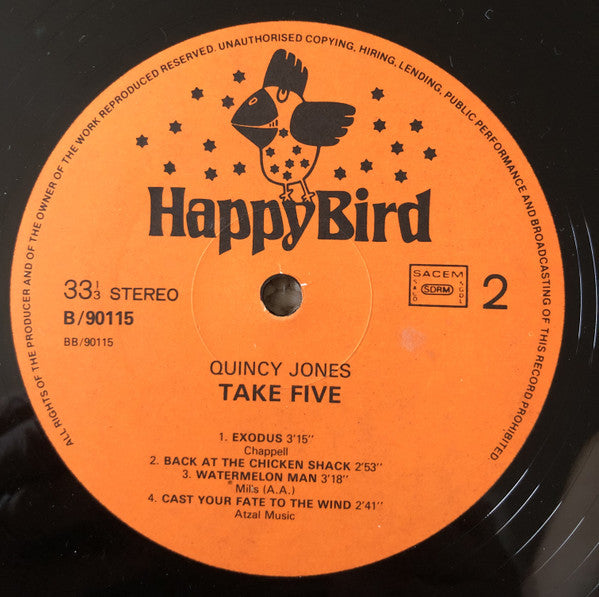 ALL RIGHTS OF THE PRODUCER AND OF THE OWNER OF THE WORK REPRODUCED RESERVED. UNAUTHORISED COPYING, HIRING, LENDING, PUBLIC PERFORMANCE AND BROADCASTING OF THIS RECORD PROHIBITED.
HappyBird
33⅓ STEREO
B/90115
BB/90115
SACEM
SACD SDRM SGDL
2
QUINCY JONES
TAKE FIVE
1. EXODUS 3'15"
Chappell
2. BACK AT THE CHICKEN SHACK 2'53"
3. WATERMELON MAN 3'18"
Mil.s (A.A.)
4. CAST YOUR FATE TO THE WIND 2'41"
Atzal Music